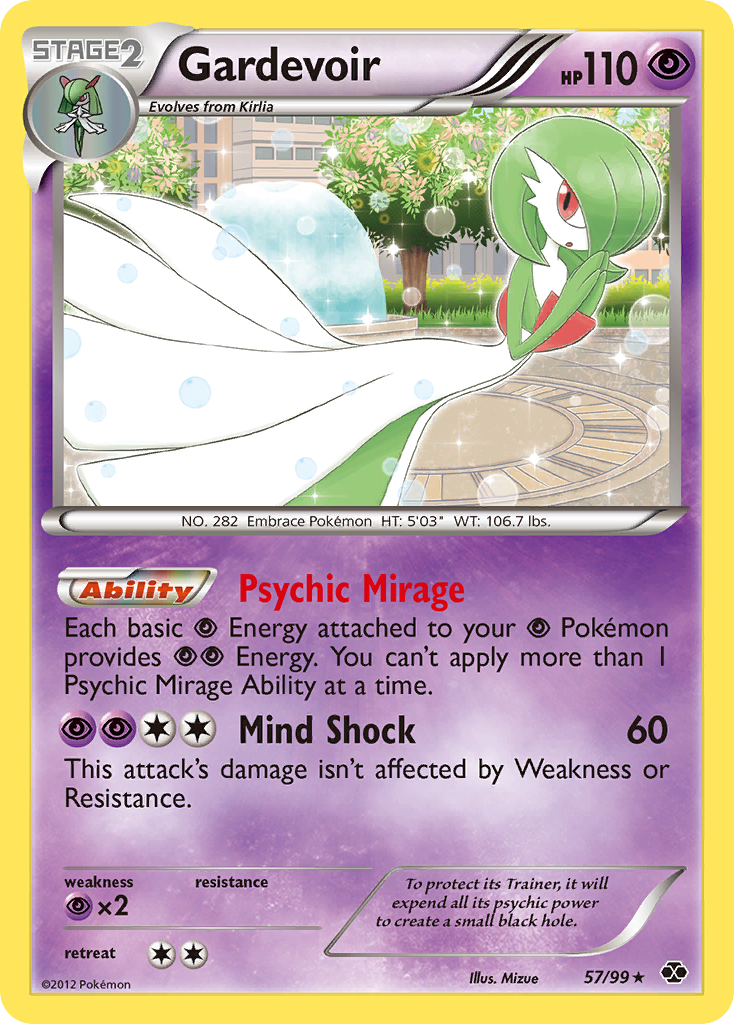 STAGE2
Gardevoir
HP110
Evolves from Kirlia
NO. 282 Embrace Pokémon HT: 5'03" WT: 106.7 lbs.
Ability Psychic Mirage
Each basic Energy attached to your Pokémon
provides Energy. You can't apply more than 1
Psychic Mirage Ability at a time.
Mind Shock 60
This attack's damage isn't affected by Weakness or
Resistance.
weakness resistance
×2
retreat
To protect its Trainer, it will
expend all its psychic power
to create a small black hole.
©2012 Pokémon
Illus. Mizue 57/99★